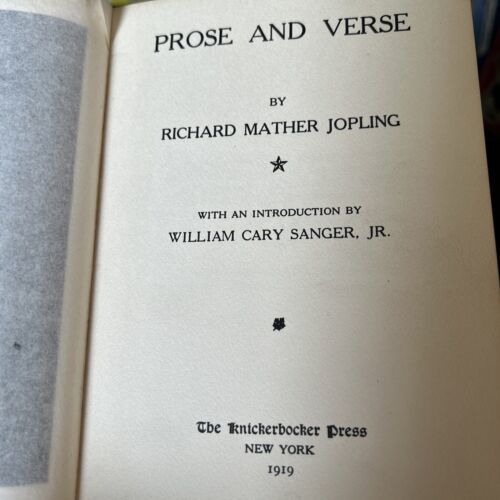 PROSE AND VERSE
BY
RICHARD MATHER JOPLING
WITH AN INTRODUCTION BY
WILLIAM CARY SANGER, JR.
The Knickerbocker Press
NEW YORK
1919